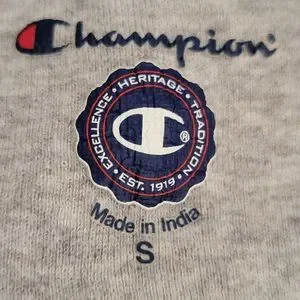 Champion
EXCELLENCE · HERITAGE · TRADITION
· EST. 1919 ·
C®
Made in India
S